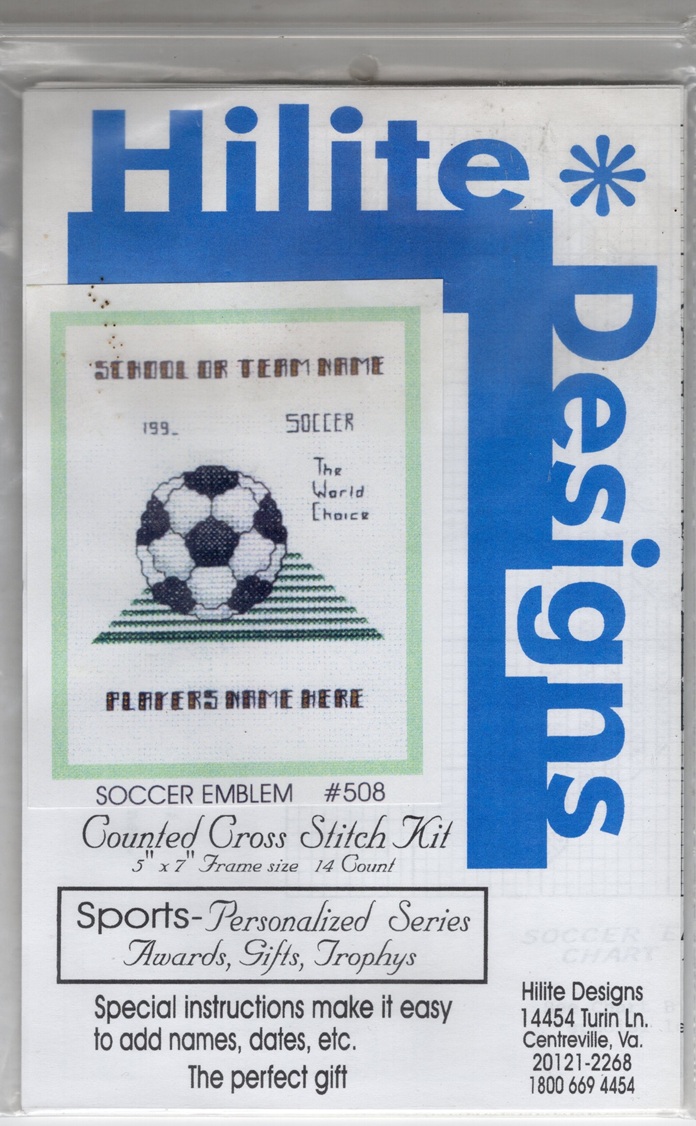 Hilite *
Designs
SCHOOL OR TEAM NAME
199_ SOCCER
The
World
Choice
PLAYERS NAME HERE
SOCCER EMBLEM #508
Counted Cross Stitch Kit
5" x 7" Frame size 14 Count
Sports-Personalized Series
Awards, Gifts, Trophys
Special instructions make it easy
to add names, dates, etc.
The perfect gift
SOCCER
CHART
Hilite Designs
14454 Turin Ln.
Centreville, Va.
20121-2268
1800 669 4454